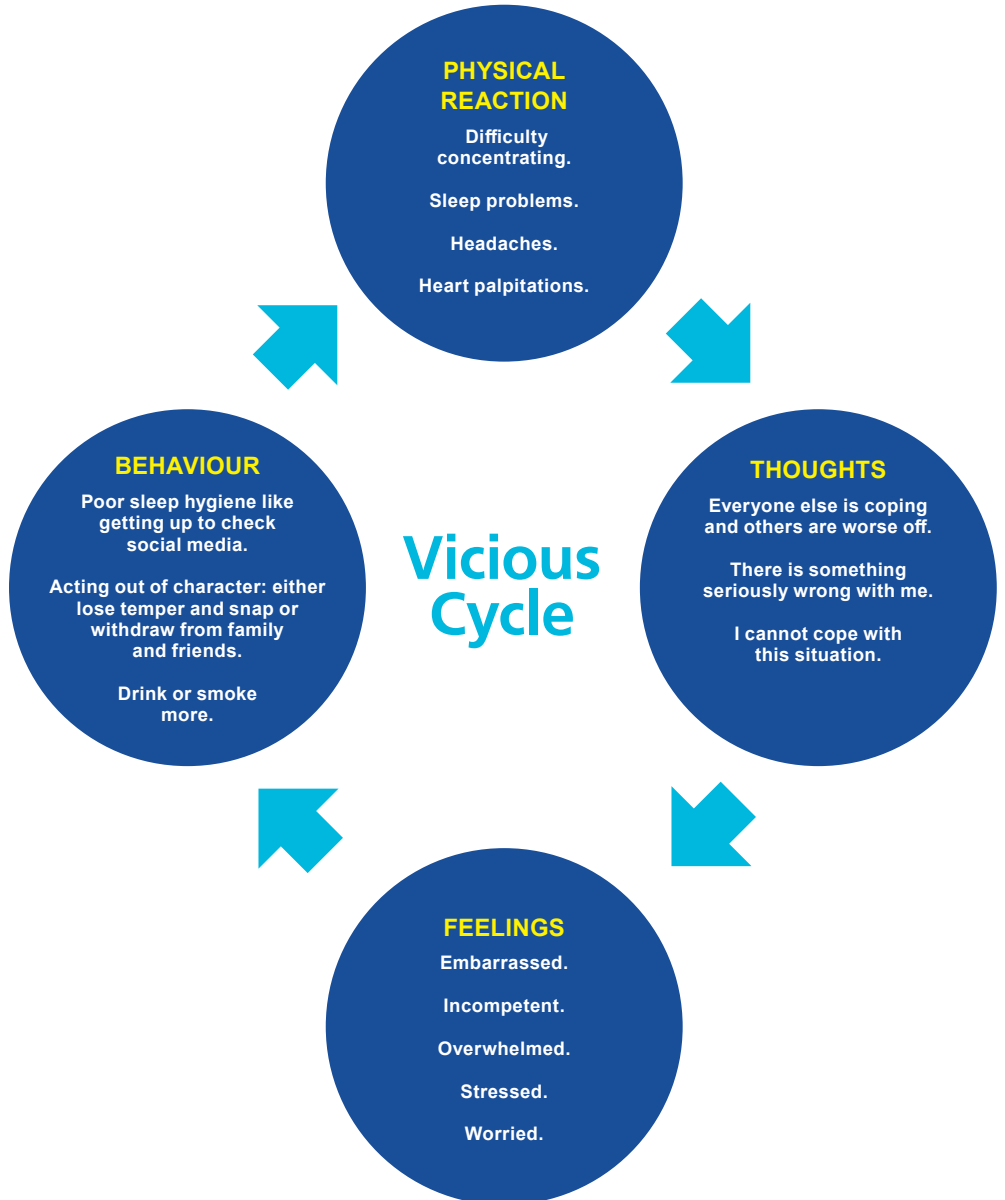 PHYSICAL
REACTION
Difficulty
concentrating.
Sleep problems.
Headaches.
Heart palpitations.
BEHAVIOUR
Poor sleep hygiene like
getting up to check
social media.
Acting out of character: either
lose temper and snap or
withdraw from family
and friends.
Drink or smoke
more.
Vicious
Cycle
THOUGHTS
Everyone else is coping
and others are worse off.
There is something
seriously wrong with me.
I cannot cope with
this situation.
FEELINGS
Embarrassed.
Incompetent.
Overwhelmed.
Stressed.
Worried.